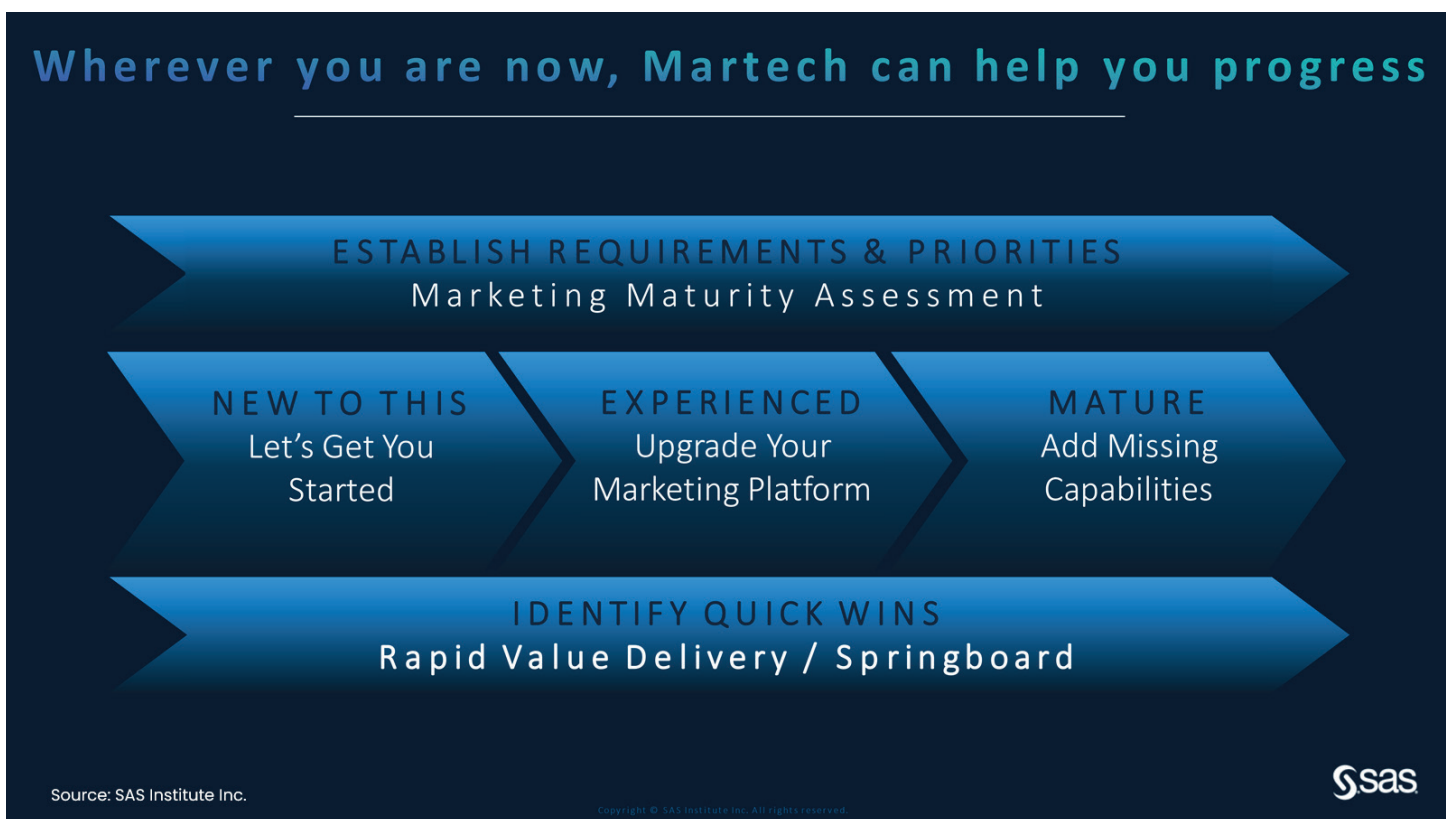 Wherever you are now, Martech can help you progress
ESTABLISH REQUIREMENTS & PRIORITIES
Marketing Maturity Assessment
NEW TO THIS
Let’s Get You
Started
EXPERIENCED
Upgrade Your
Marketing Platform
MATURE
Add Missing
Capabilities
IDENTIFY QUICK WINS
Rapid Value Delivery / Springboard
Source: SAS Institute Inc.
Copyright © SAS Institute Inc. All rights reserved.
sas